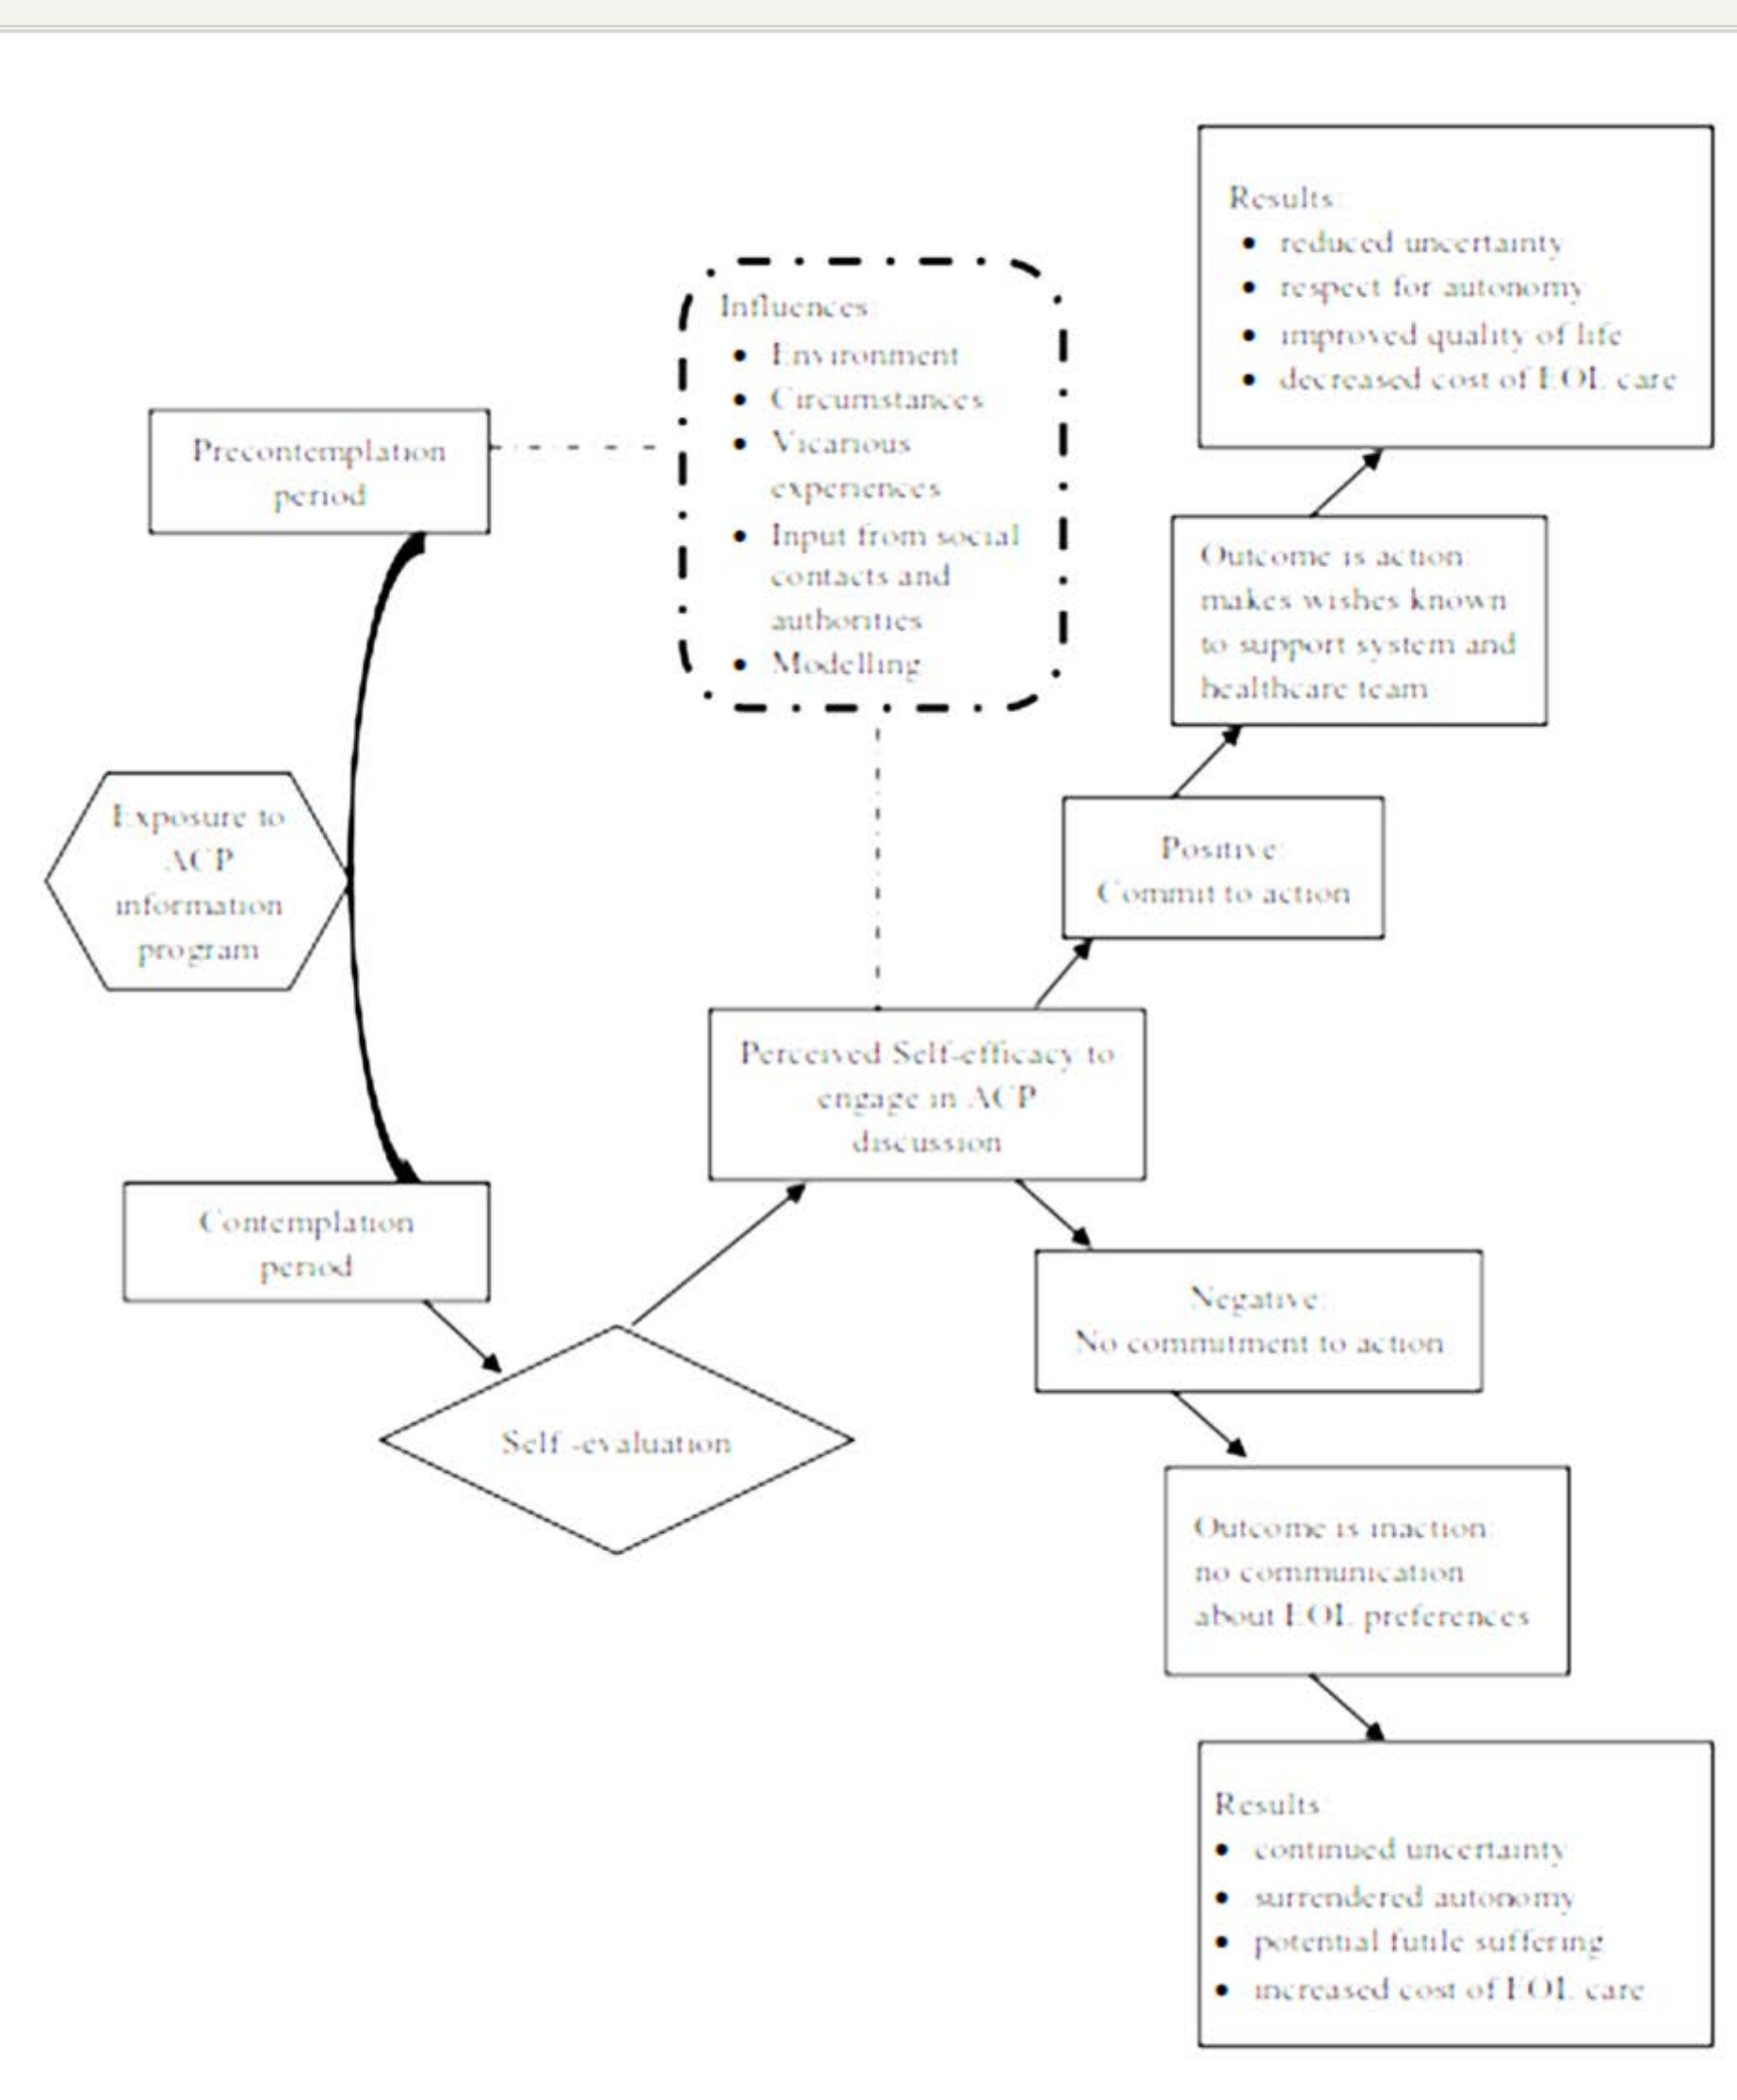 Results:
• reduced uncertainty
• respect for autonomy
• improved quality of life
• decreased cost of EOL care
Influences:
• Environment
• Circumstances
• Vicarious
experiences
• Input from social
contacts and
authorities
• Modelling
Precontemplation
period
Outcome is action:
makes wishes known
to support system and
healthcare team
Exposure to
ACP
information
program
Positive:
Commit to action
Perceived Self-efficacy to
engage in ACP
discussion
Contemplation
period
Negative:
No commitment to action
Self -evaluation
Outcome is inaction:
no communication
about EOL preferences
Results:
• continued uncertainty
• surrendered autonomy
• potential futile suffering
• increased cost of EOL care